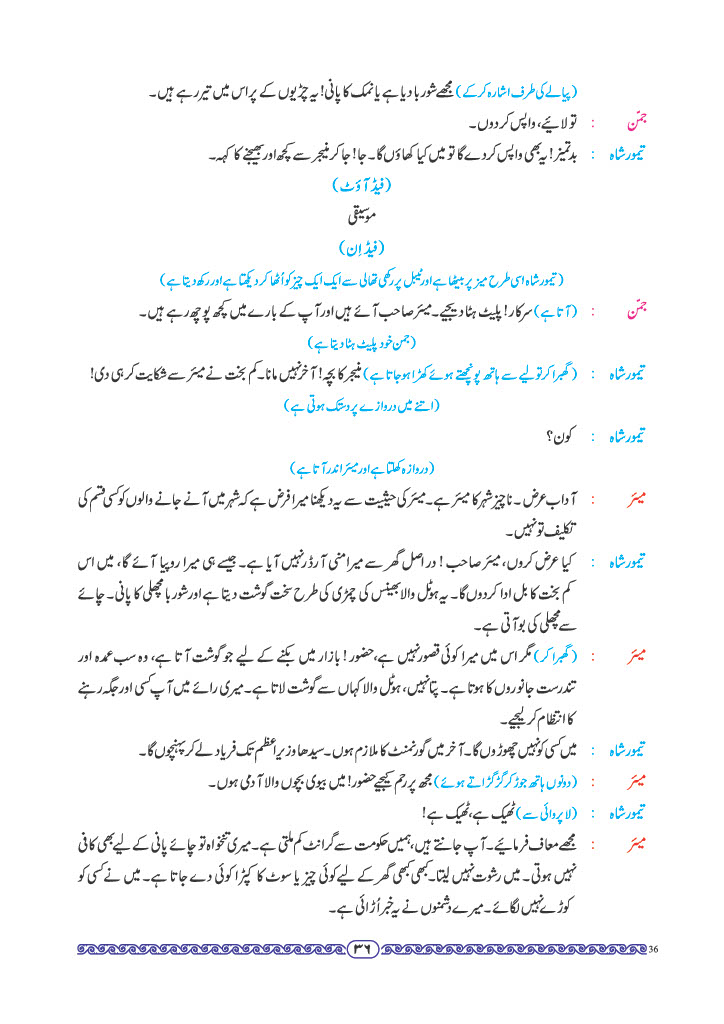 (پیالے کی طرف اشارہ کر کے) مجھے شوربا دیا ہے یا نمک کا پانی! یہ چڑیوں کے پر اس میں تیر رہے ہیں۔
جمّن : تو لائیے، واپس کردوں۔
تیمور شاہ : بدتمیز! یہ بھی واپس کردے گا تو میں کیا کھاؤں گا۔ جا! جا کر منیجر سے کچھ اور بھیجنے کا کہہ۔
(فیڈ آؤٹ)
موسیقی
(فیڈ اِن)
(تیمور شاہ اسی طرح میز پر بیٹھا ہے اور ٹیبل پر رکھی تھالی سے ایک ایک چیز کو اُٹھا کر دیکھتا ہے اور رکھ دیتا ہے)
جمّن : (آتا ہے) سرکار! پلیٹ ہٹا دیجیے۔ میئر صاحب آئے ہیں اور آپ کے بارے میں کچھ پوچھ رہے ہیں۔
(جمن خود پلیٹ ہٹا دیتا ہے)
تیمور شاہ : (گھبرا کر تولیے سے ہاتھ پونچھتے ہوئے کھڑا ہوجاتا ہے) منیجر کا بچہ! آخر نہیں مانا۔ کم بخت نے میئر سے شکایت کر ہی دی!
(اتنے میں دروازے پر دستک ہوتی ہے)
تیمور شاہ : کون؟
(دروازہ کھلتا ہے اور میئر اندر آتا ہے)
میئر : آداب عرض۔ ناچیز شہر کا میئر ہے۔ میئر کی حیثیت سے یہ دیکھنا میرا فرض ہے کہ شہر میں آنے جانے والوں کو کسی قسم کی
تکلیف تو نہیں۔
تیمور شاہ : کیا عرض کروں، میئر صاحب! دراصل گھر سے میرا منی آرڈر نہیں آیا ہے۔ جیسے ہی میرا روپیا آئے گا، میں اس
کم بخت کا بل ادا کردوں گا۔ یہ ہوٹل والا بھینس کی چمڑی کی طرح سخت گوشت دیتا ہے اور شوربا مچھلی کا پانی۔ چائے
سے مچھلی کی بو آتی ہے۔
میئر : (گھبرا کر) مگر اس میں میرا کوئی قصور نہیں ہے، حضور! بازار میں بکنے کے لیے جو گوشت آتا ہے، وہ سب عمدہ اور
تندرست جانوروں کا ہوتا ہے۔ پتا نہیں، ہوٹل والا کہاں سے گوشت لاتا ہے۔ میری رائے میں آپ کسی اور جگہ رہنے
کا انتظام کر لیجیے۔
تیمور شاہ : میں کسی کو نہیں چھوڑوں گا۔ آخر میں گورنمنٹ کا ملازم ہوں۔ سیدھا وزیرِاعظم تک فریاد لے کر پہنچوں گا۔
میئر : (دونوں ہاتھ جوڑ کر گڑگڑاتے ہوئے) مجھ پر رحم کیجیے حضور! میں بیوی بچوں والا آدمی ہوں۔
تیمور شاہ : (لاپروائی سے) ٹھیک ہے، ٹھیک ہے!
میئر : مجھے معاف فرمائیے۔ آپ جانتے ہیں، ہمیں حکومت سے گرانٹ کم ملتی ہے۔ میری تنخواہ تو چائے پانی کے لیے بھی کافی
نہیں ہوتی۔ میں رشوت نہیں لیتا۔ کبھی کبھی گھر کے لیے کوئی چیز یا سوٹ کا کپڑا کوئی دے جاتا ہے۔ میں نے کسی کو
کوڑے نہیں لگائے۔ میرے دشمنوں نے یہ خبر اُڑائی ہے۔
۳۶
36